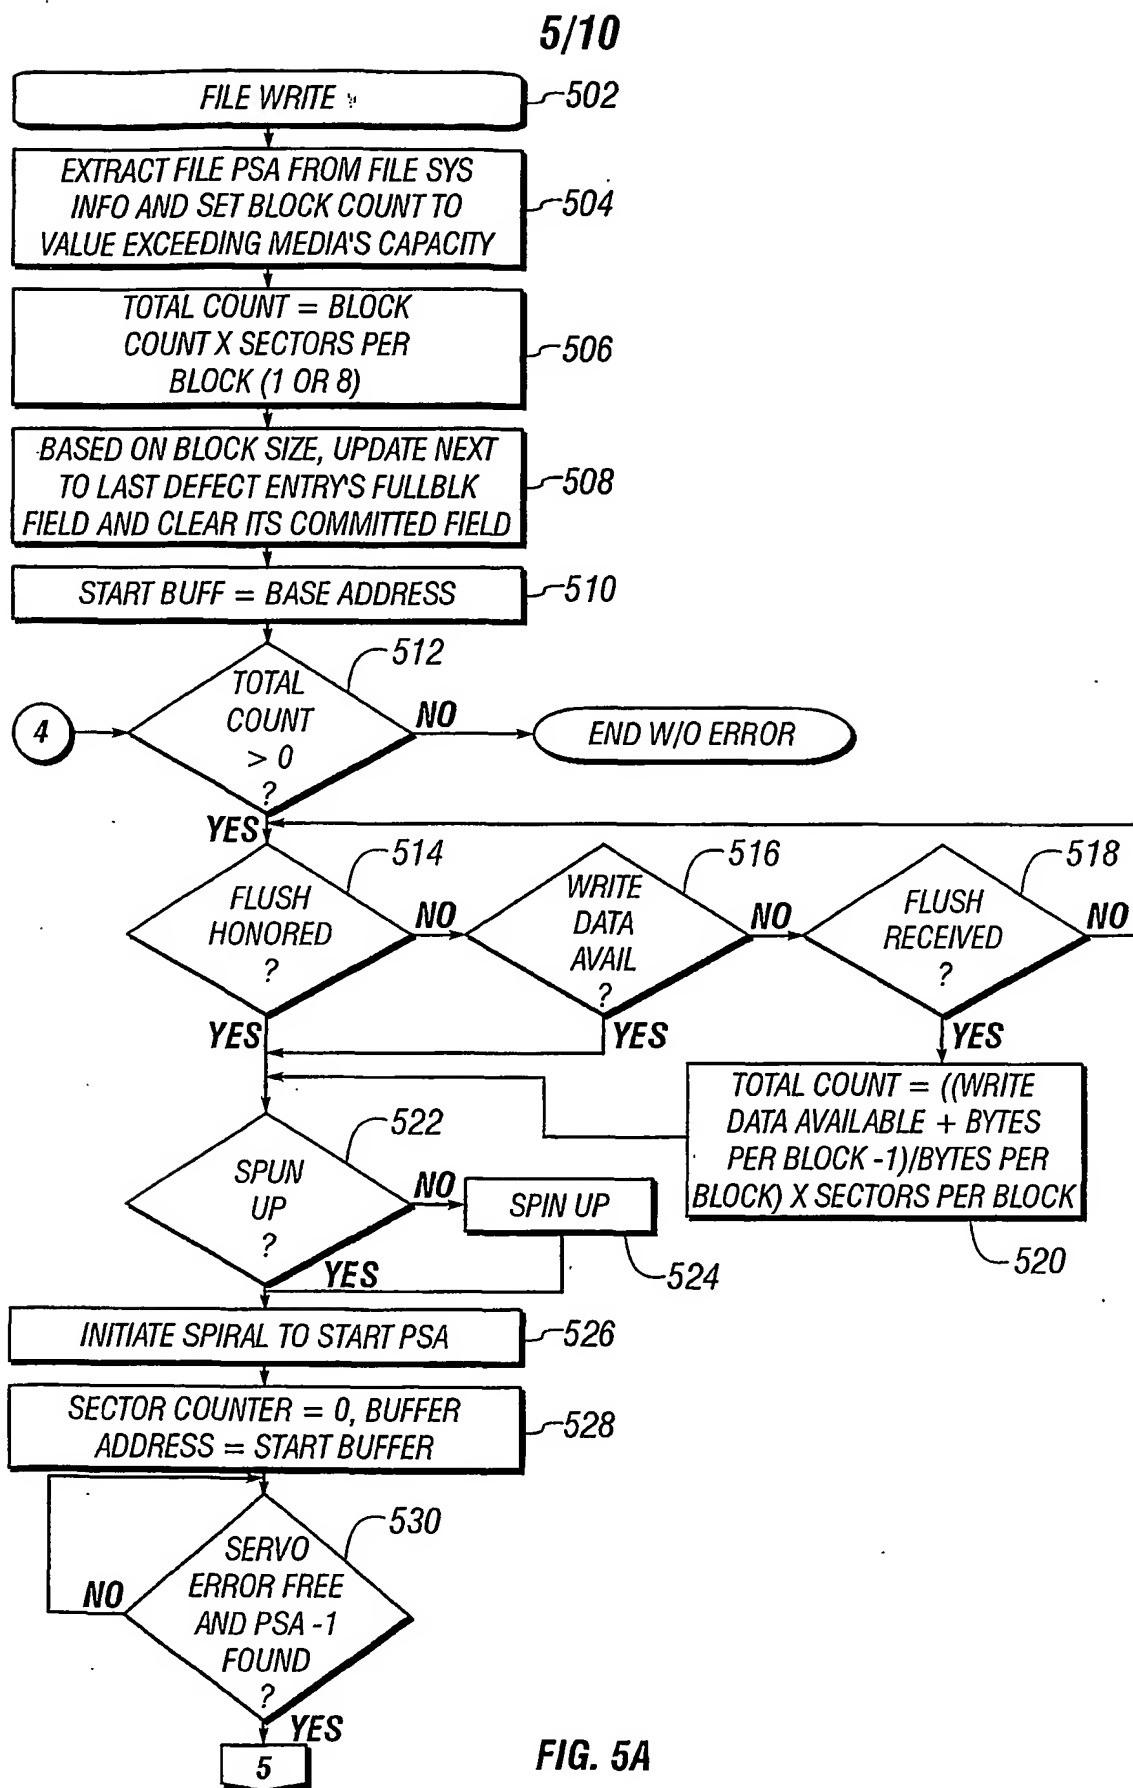 5/10
FILE WRITE
502
EXTRACT FILE PSA FROM FILE SYS
INFO AND SET BLOCK COUNT TO
VALUE EXCEEDING MEDIA'S CAPACITY
504
TOTAL COUNT = BLOCK
COUNT X SECTORS PER
BLOCK (1 OR 8)
506
BASED ON BLOCK SIZE, UPDATE NEXT
TO LAST DEFECT ENTRY'S FULLBLK
FIELD AND CLEAR ITS COMMITTED FIELD
508
START BUFF = BASE ADDRESS
510
512
TOTAL
COUNT
> 0
?
4
NO
END W/O ERROR
YES
514
FLUSH
HONORED
?
NO
YES
516
WRITE
DATA
AVAIL
?
NO
YES
518
FLUSH
RECEIVED
?
NO
YES
TOTAL COUNT = ((WRITE
DATA AVAILABLE + BYTES
PER BLOCK -1)/BYTES PER
BLOCK) X SECTORS PER BLOCK
520
522
SPUN
UP
?
NO
SPIN UP
524
YES
INITIATE SPIRAL TO START PSA
526
SECTOR COUNTER = 0, BUFFER
ADDRESS = START BUFFER
528
530
SERVO
ERROR FREE
AND PSA -1
FOUND
?
NO
YES
5
FIG. 5A